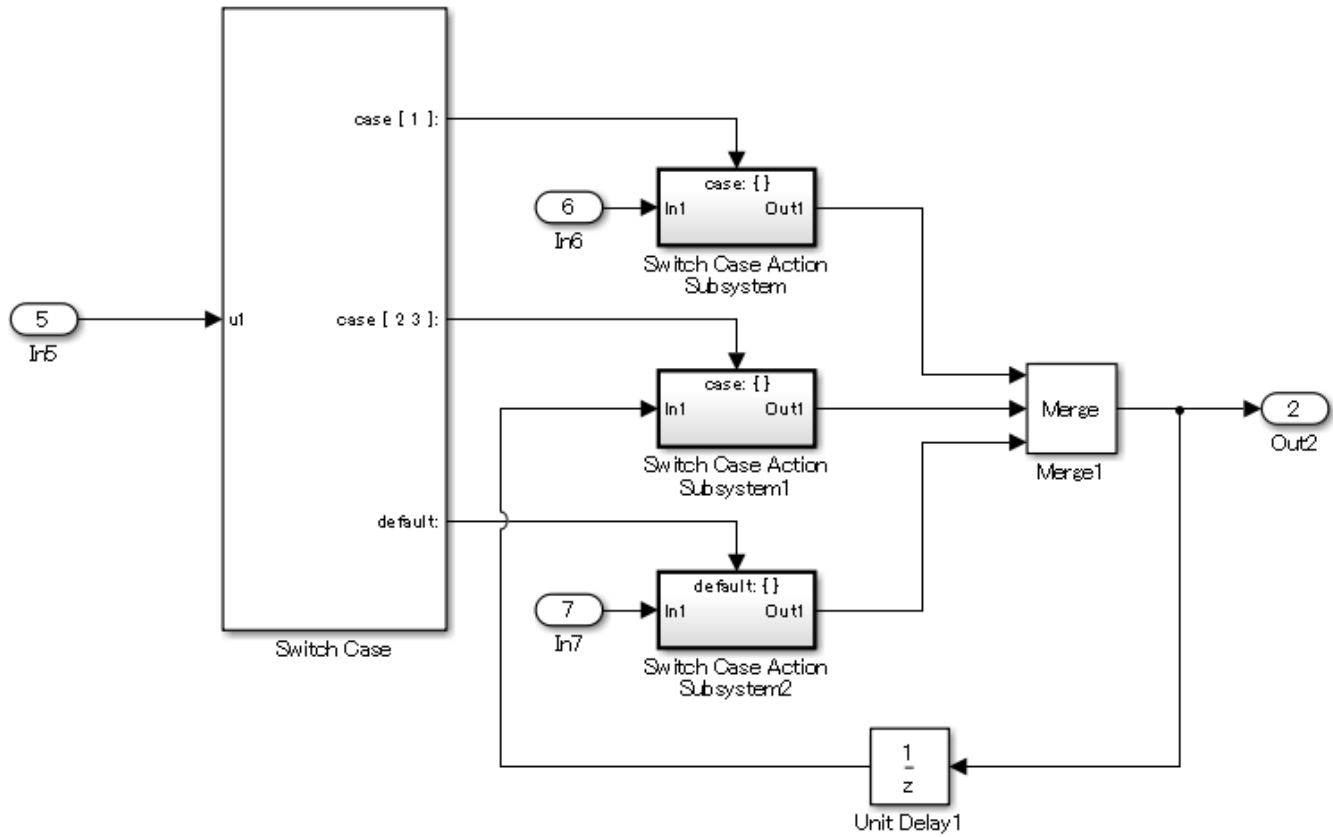 case [ 1 ]:
case: { }
In1
Out1
6
In6
Switch Case Action
Subsystem
5
In5
u1
case [ 2 3 ]:
case: { }
In1
Out1
Switch Case Action
Subsystem1
Merge
Merge1
2
Out2
default:
default: { }
In1
Out1
7
In7
Switch Case Action
Subsystem2
Switch Case
1
z
Unit Delay1